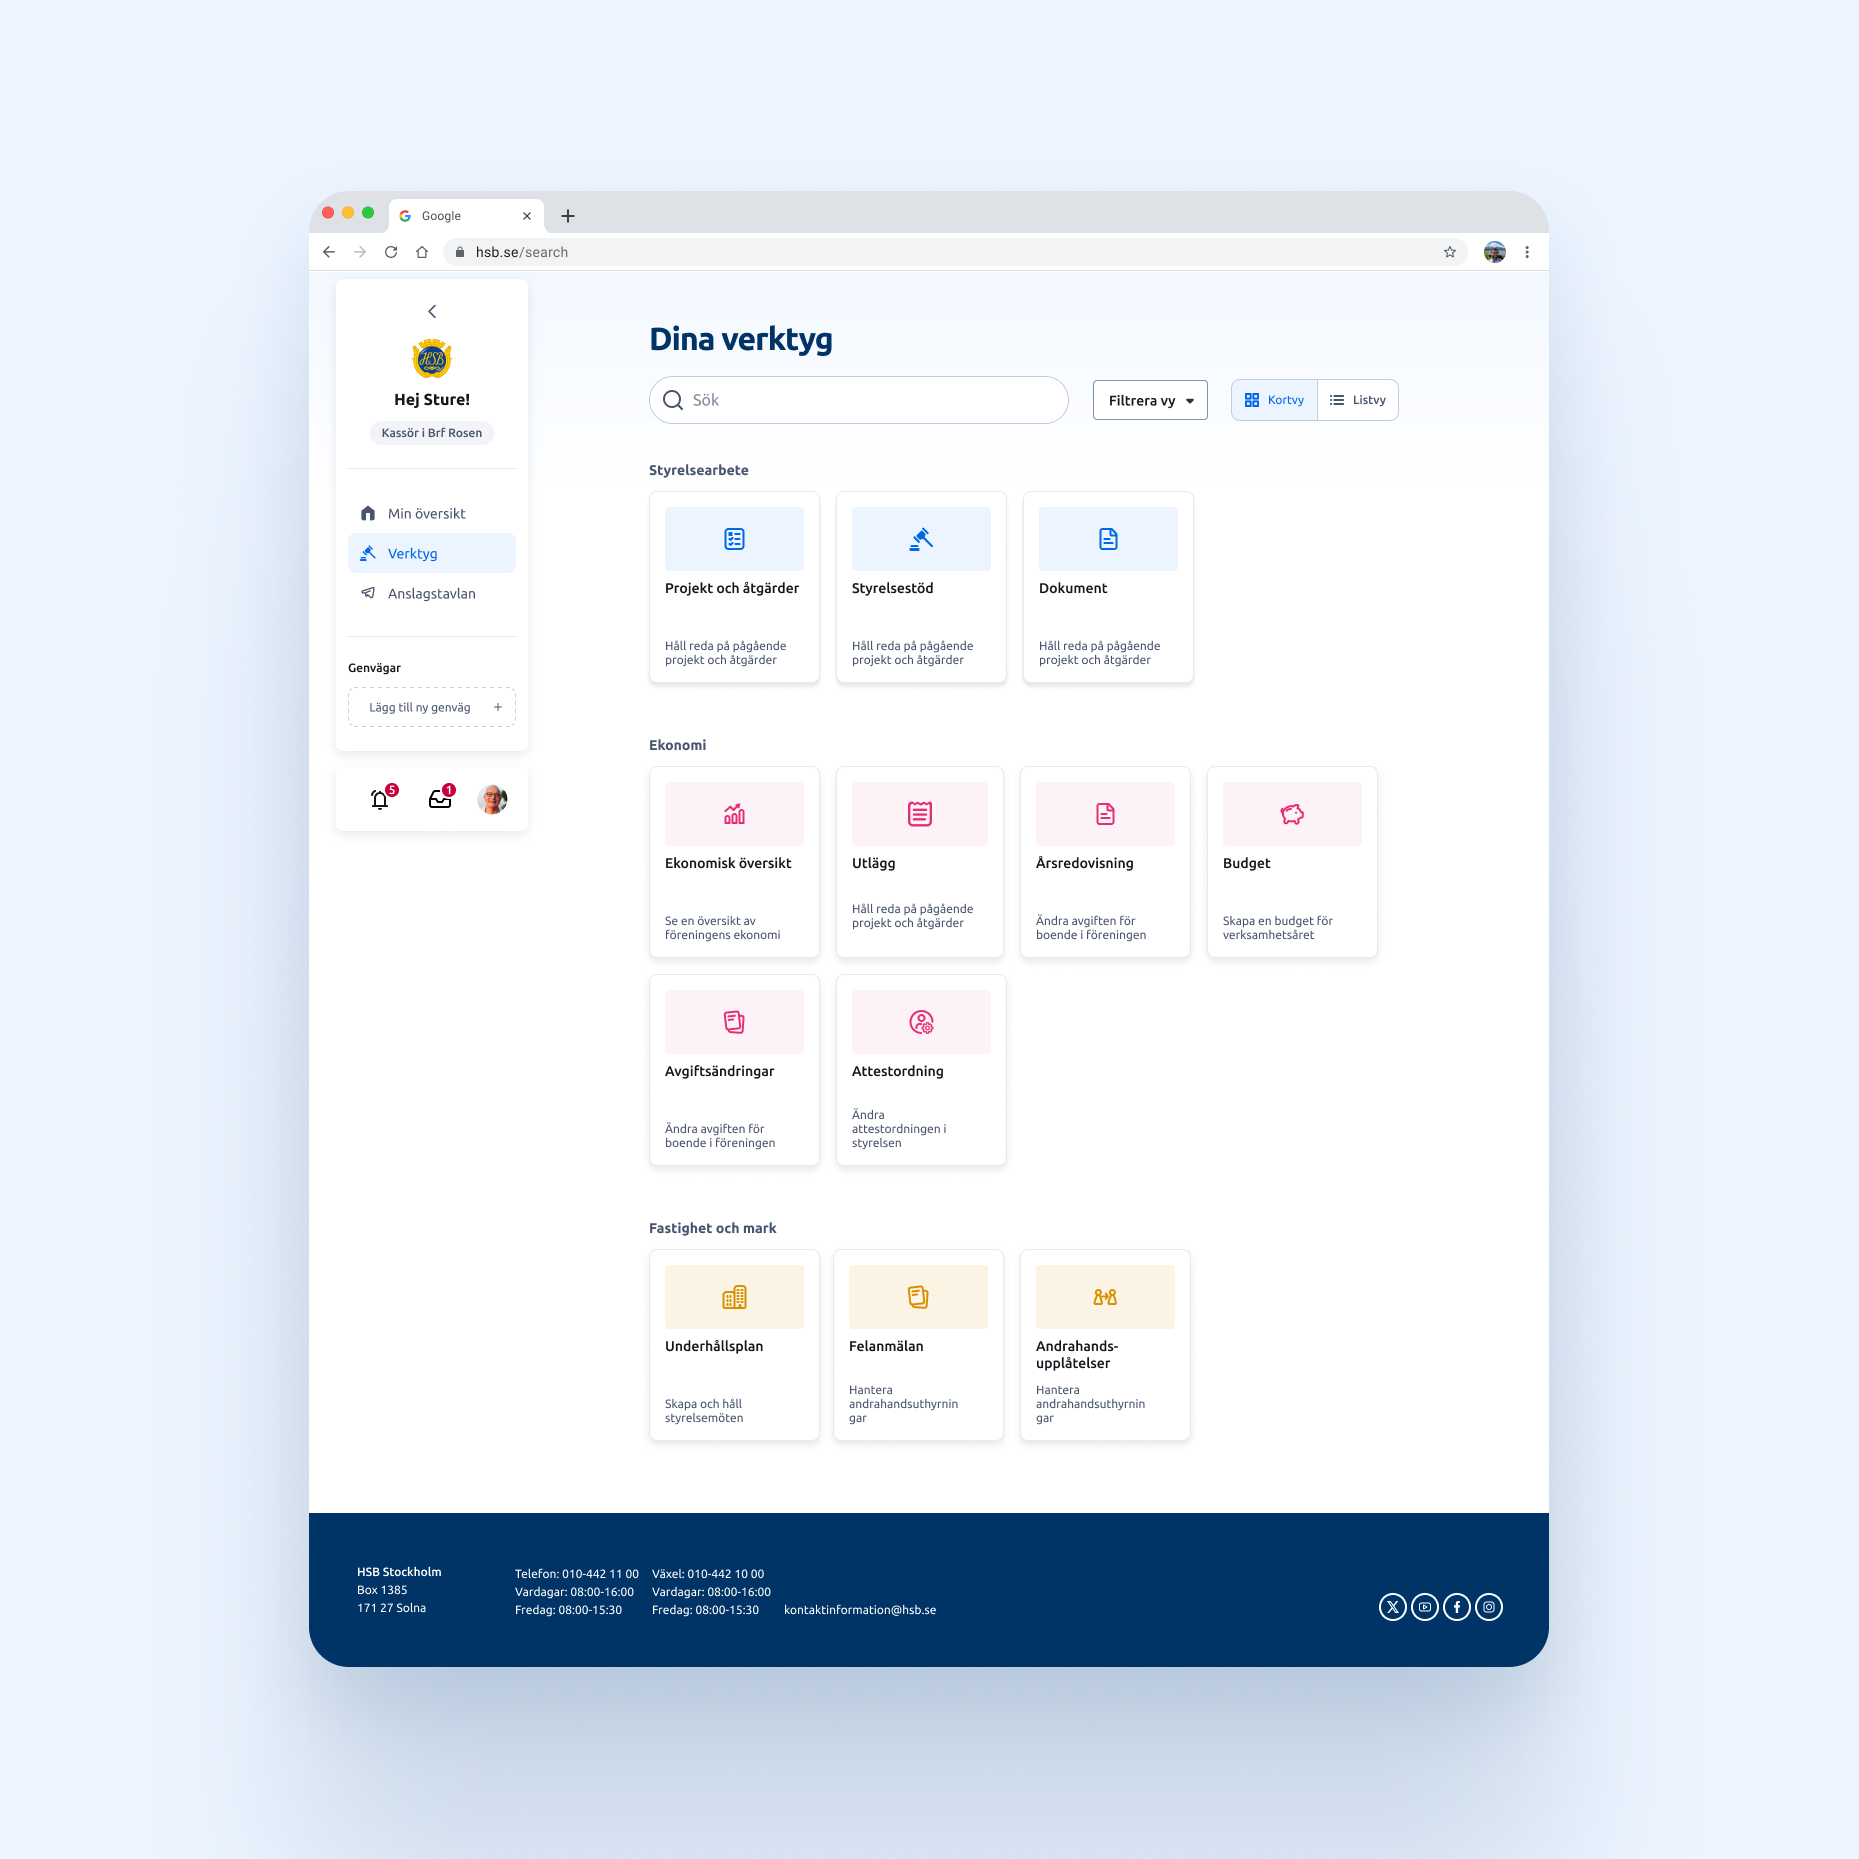 Google
hsb.se/search
HSB
Hej Sture!
Kassör i Brf Rosen
Min översikt
Verktyg
Anslagstavlan
Genvägar
Lägg till ny genväg +
5
1
Dina verktyg
Sök
Filtrera vy
Kortvy
Listvy
Styrelsearbete
Projekt och åtgärder
Håll reda på pågående
projekt och åtgärder
Styrelsestöd
Håll reda på pågående
projekt och åtgärder
Dokument
Håll reda på pågående
projekt och åtgärder
Ekonomi
Ekonomisk översikt
Se en översikt av
föreningens ekonomi
Utlägg
Håll reda på pågående
projekt och åtgärder
Årsredovisning
Ändra avgiften för
boende i föreningen
Budget
Skapa en budget för
verksamhetsåret
Avgiftsändringar
Ändra avgiften för
boende i föreningen
Attestordning
Ändra
attestordningen i
styrelsen
Fastighet och mark
Underhållsplan
Skapa och håll
styrelsemöten
Felanmälan
Hantera
andrahandsuthyrnin
gar
Andrahands-
upplåtelser
Hantera
andrahandsuthyrnin
gar
HSB Stockholm
Box 1385
171 27 Solna
Telefon: 010-442 11 00
Vardagar: 08:00-16:00
Fredag: 08:00-15:30
Växel: 010-442 10 00
Vardagar: 08:00-16:00
Fredag: 08:00-15:30
kontaktinformation@hsb.se